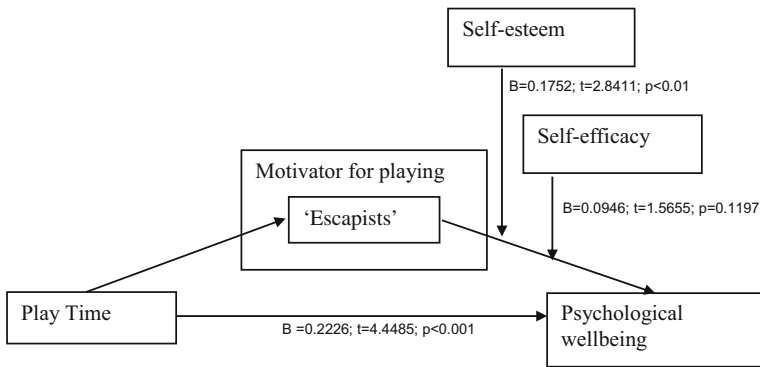 Self-esteem
B=0.1752; t=2.8411; p<0.01
Self-efficacy
Motivator for playing
B=0.0946; t=1.5655; p=0.1197
‘Escapists’
Play Time
Psychological
wellbeing
B =0.2226; t=4.4485; p<0.001